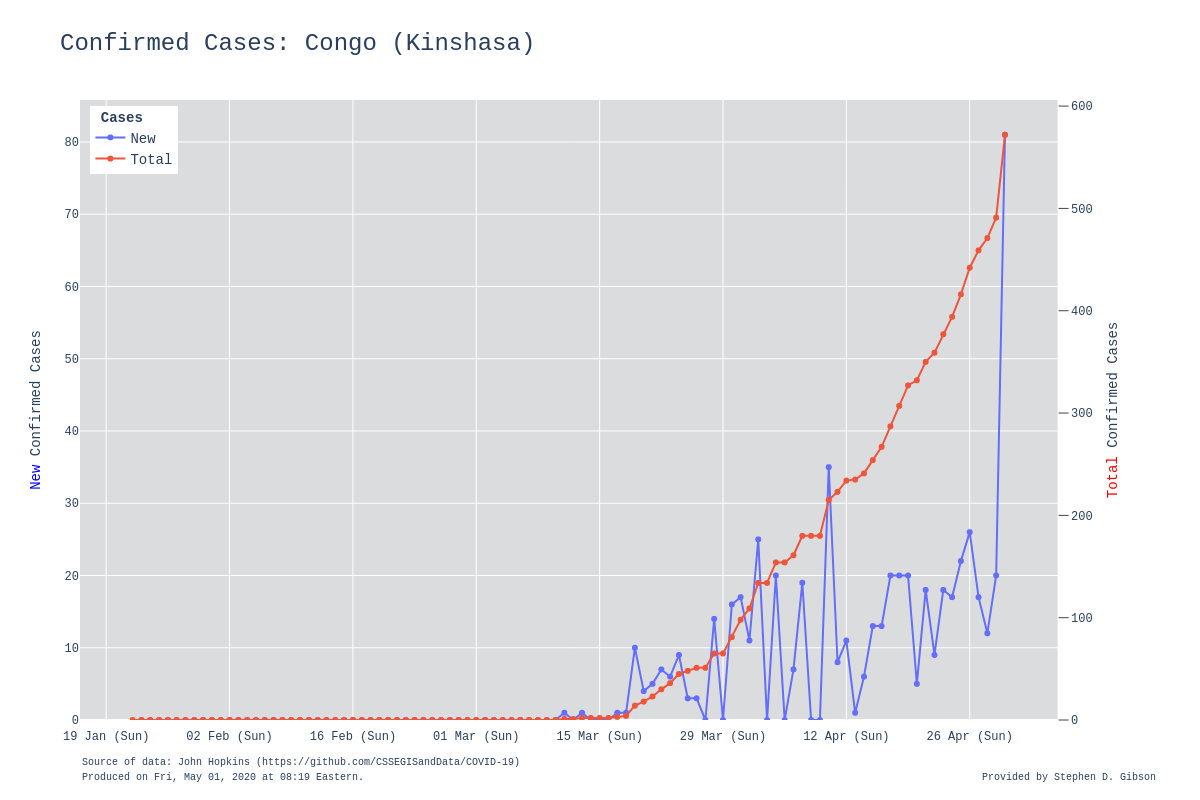 Confirmed Cases: Congo (Kinshasa)
Cases
New
Total
80
70
60
50
40
30
20
10
0
New Confirmed Cases
600
500
400
300
200
100
0
Total Confirmed Cases
19 Jan (Sun) 02 Feb (Sun) 16 Feb (Sun) 01 Mar (Sun) 15 Mar (Sun) 29 Mar (Sun) 12 Apr (Sun) 26 Apr (Sun)
Source of data: John Hopkins (https://github.com/CSSEGISandData/COVID-19)
Produced on Fri, May 01, 2020 at 08:19 Eastern.
Provided by Stephen D. Gibson